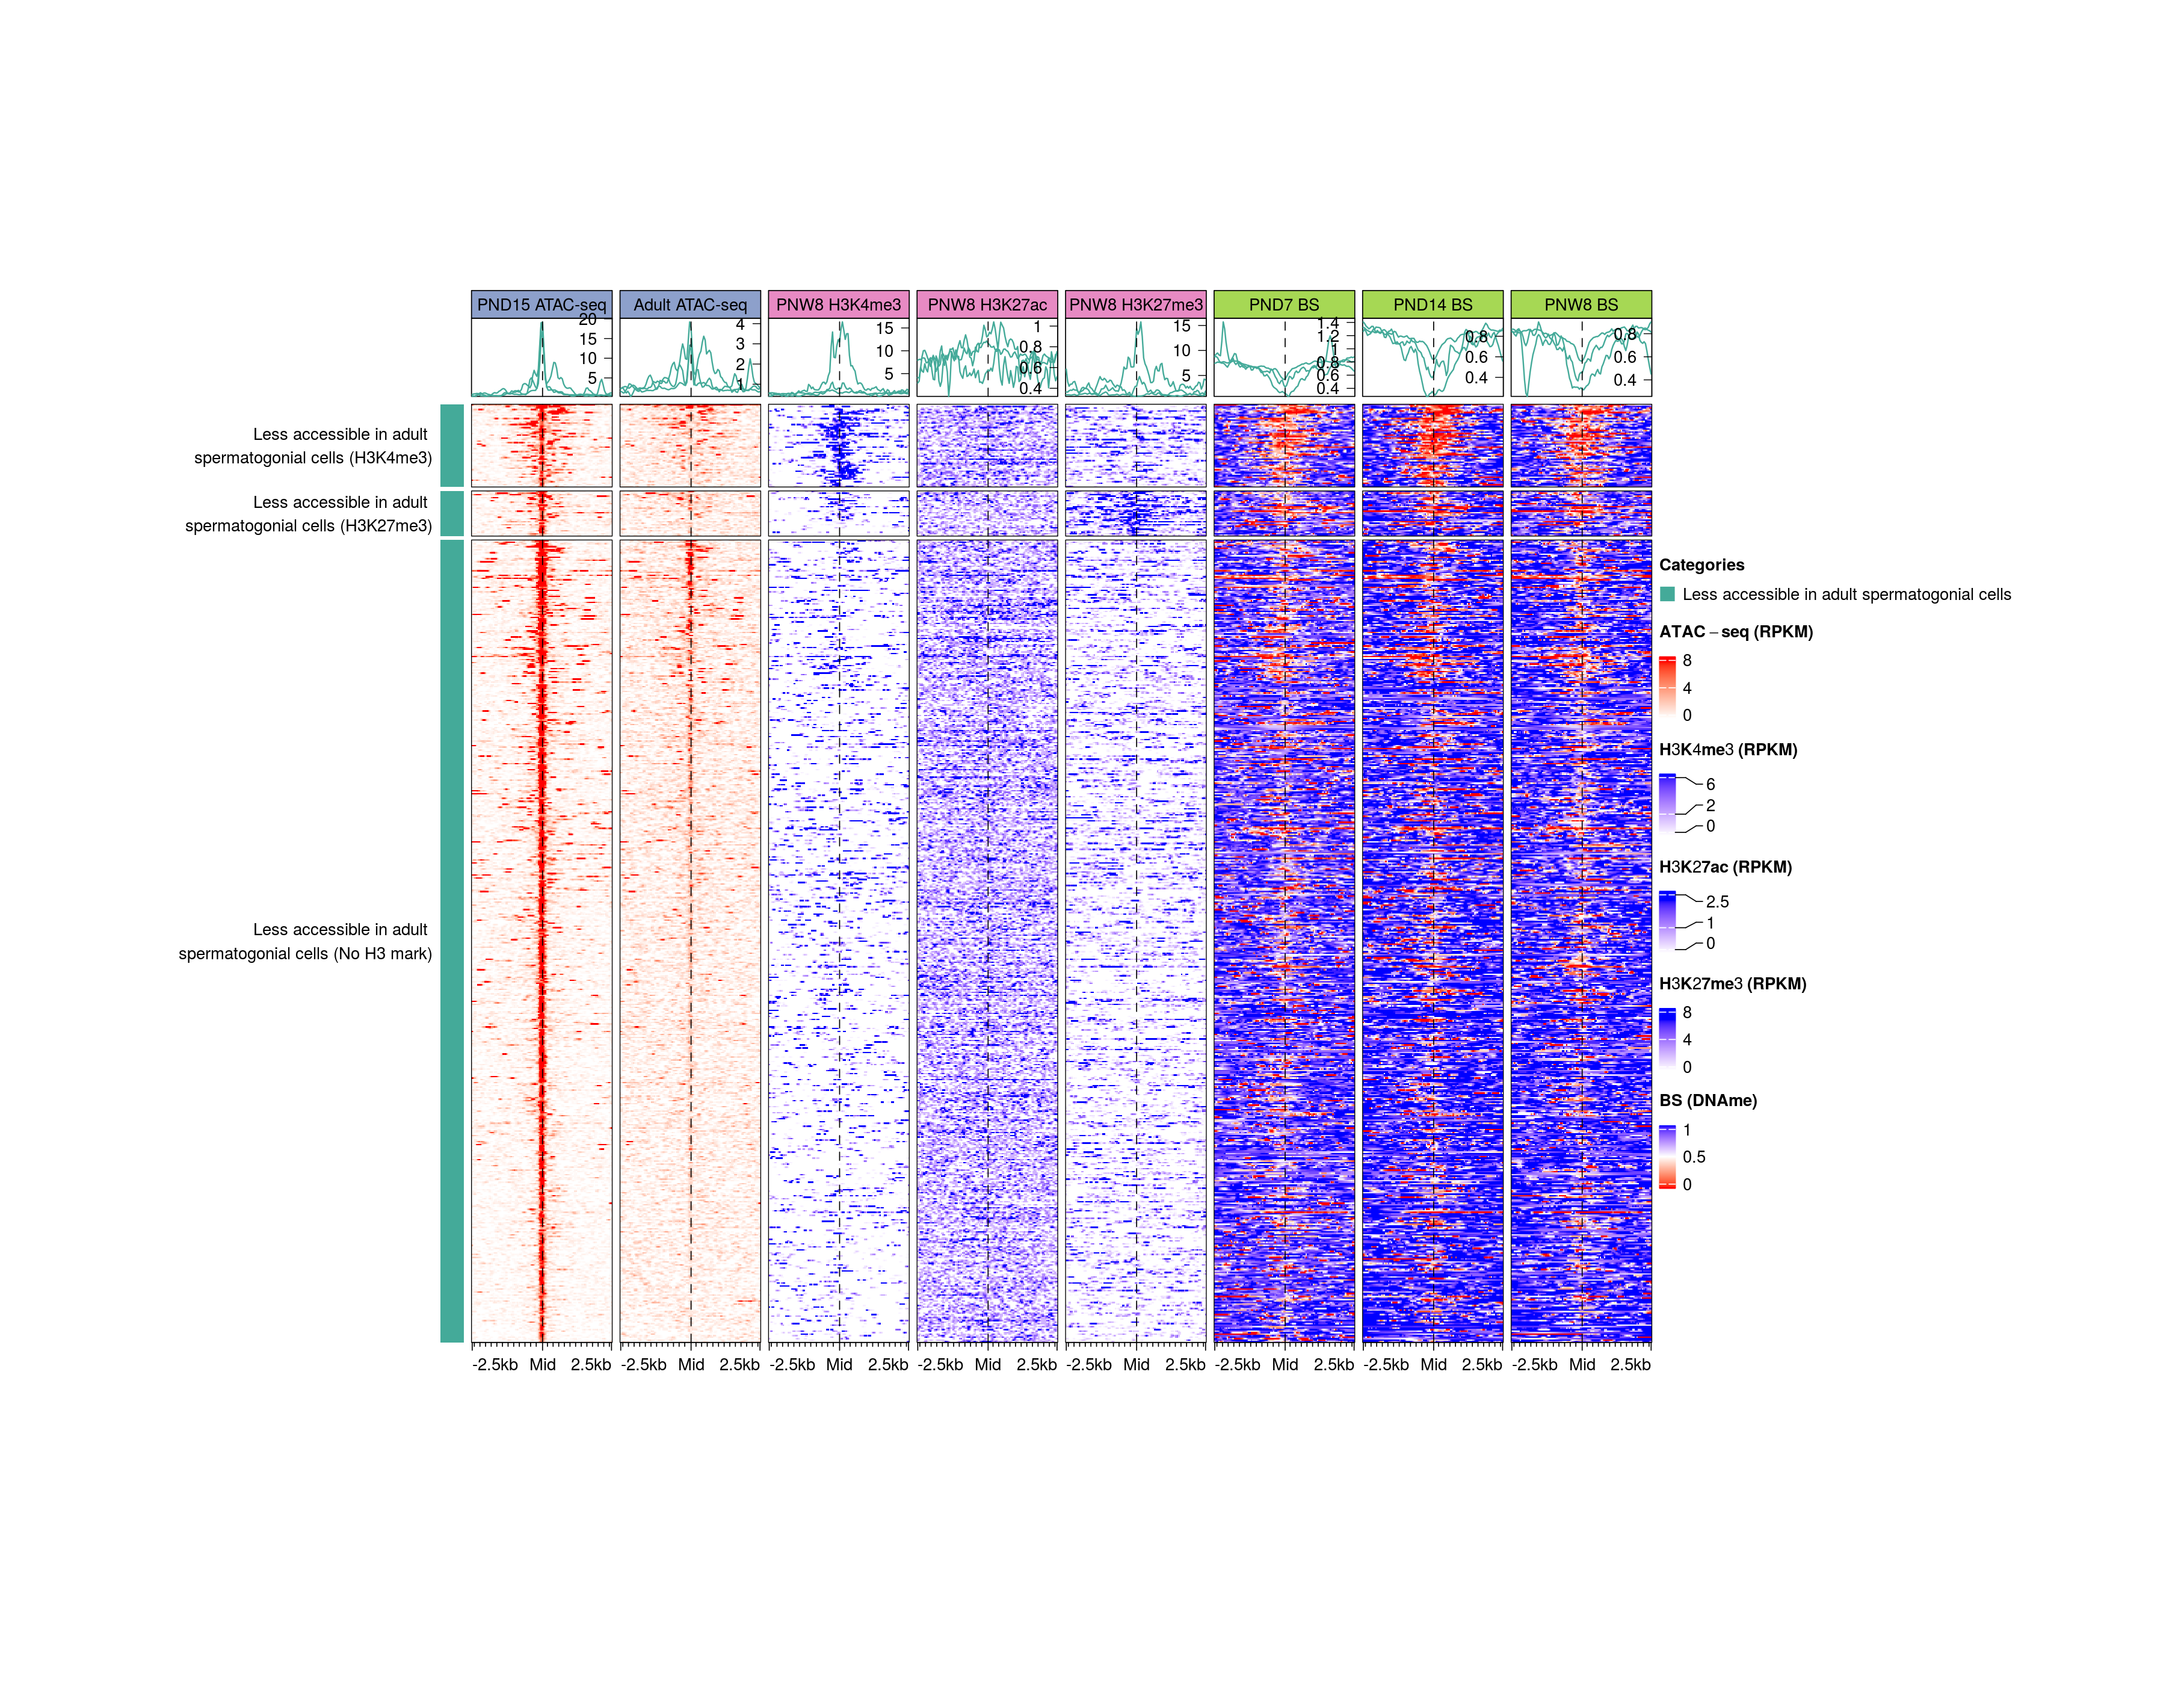 PND15 ATAC-seq
Adult ATAC-seq
PNW8 H3K4me3
PNW8 H3K27ac
PNW8 H3K27me3
PND7 BS
PND14 BS
PNW8 BS
20
15
10
5
4
3
2
1
15
10
5
1
0.8
0.6
0.4
15
10
5
1.4
1.2
1
0.8
0.6
0.4
0.8
0.6
0.4
0.8
0.6
0.4
Less accessible in adult
spermatogonial cells (H3K4me3)
Less accessible in adult
spermatogonial cells (H3K27me3)
Less accessible in adult
spermatogonial cells (No H3 mark)
-2.5kb Mid 2.5kb
-2.5kb Mid 2.5kb
-2.5kb Mid 2.5kb
-2.5kb Mid 2.5kb
-2.5kb Mid 2.5kb
-2.5kb Mid 2.5kb
-2.5kb Mid 2.5kb
-2.5kb Mid 2.5kb
Categories
Less accessible in adult spermatogonial cells
ATAC – seq (RPKM)
8
4
0
H3K4me3 (RPKM)
6
2
0
H3K27ac (RPKM)
2.5
1
0
H3K27me3 (RPKM)
8
4
0
BS (DNAme)
1
0.5
0